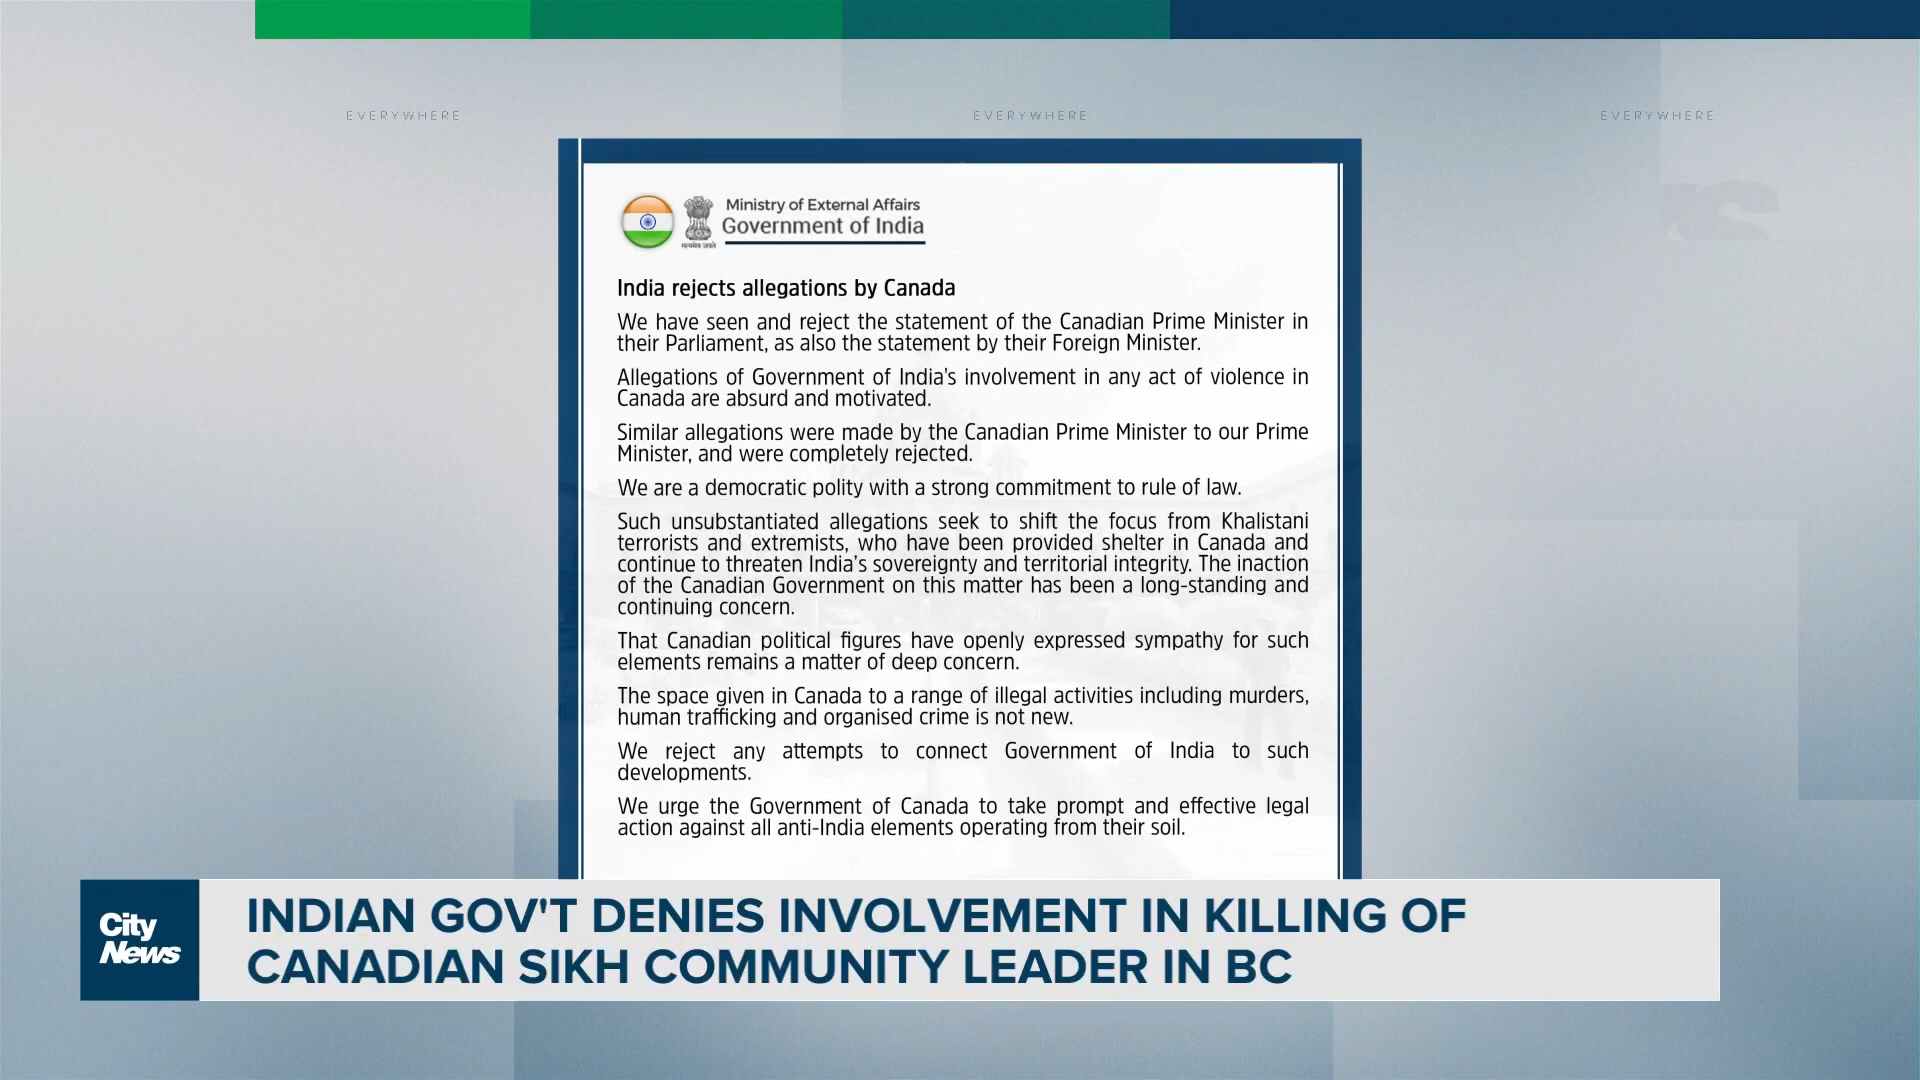 EVERYWHERE EVERYWHERE EVERYWHERE
Ministry of External Affairs
Government of India
India rejects allegations by Canada
We have seen and reject the statement of the Canadian Prime Minister in
their Parliament, as also the statement by their Foreign Minister.
Allegations of Government of India's involvement in any act of violence in
Canada are absurd and motivated.
Similar allegations were made by the Canadian Prime Minister to our Prime
Minister, and were completely rejected.
We are a democratic polity with a strong commitment to rule of law.
Such unsubstantiated allegations seek to shift the focus from Khalistani
terrorists and extremists, who have been provided shelter in Canada and
continue to threaten India's sovereignty and territorial integrity. The inaction
of the Canadian Government on this matter has been a long-standing and
continuing concern.
That Canadian political figures have openly expressed sympathy for such
elements remains a matter of deep concern.
The space given in Canada to a range of illegal activities including murders,
human trafficking and organised crime is not new.
We reject any attempts to connect Government of India to such
developments.
We urge the Government of Canada to take prompt and effective legal
action against all anti-India elements operating from their soil.
City
News
INDIAN GOV'T DENIES INVOLVEMENT IN KILLING OF
CANADIAN SIKH COMMUNITY LEADER IN BC